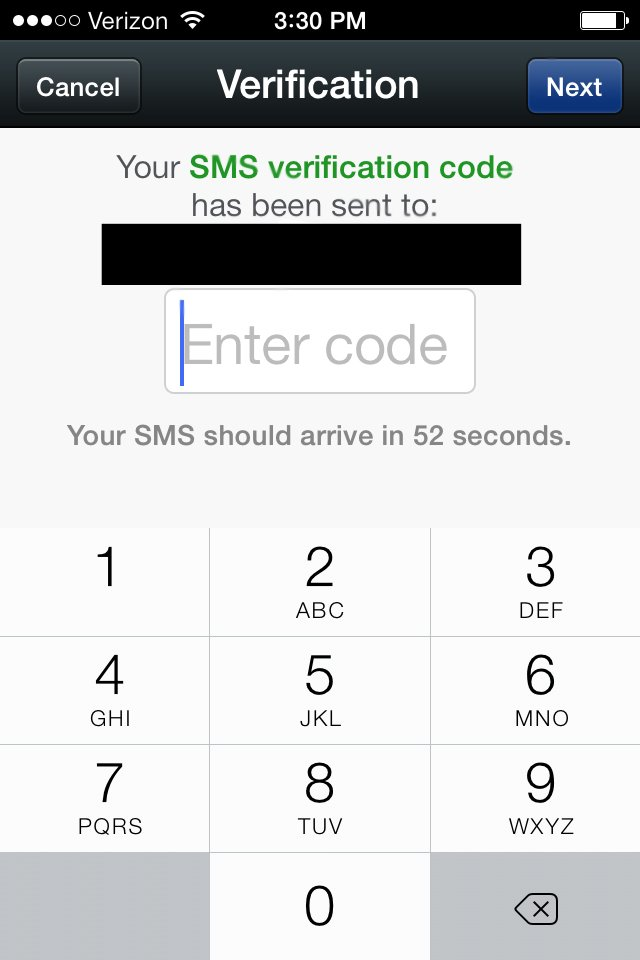 Verizon 3:30 PM
Cancel Verification Next
Your SMS verification code
has been sent to:
Enter code
Your SMS should arrive in 52 seconds.
1 2 3
ABC DEF
4 5 6
GHI JKL MNO
7 8 9
PQRS TUV WXYZ
0